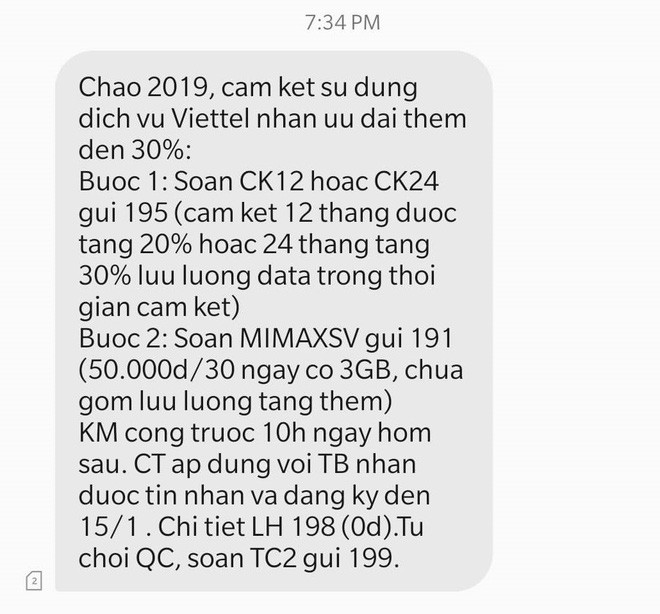 7:34 PM
Chao 2019, cam ket su dung
dich vu Viettel nhan uu dai them
den 30%:
Buoc 1: Soan CK12 hoac CK24
gui 195 (cam ket 12 thang duoc
tang 20% hoac 24 thang tang
30% luu luong data trong thoi
gian cam ket)
Buoc 2: Soan MIMAXSV gui 191
(50.000d/30 ngay co 3GB, chua
gom luu luong tang them)
KM cong truoc 10h ngay hom
sau. CT ap dung voi TB nhan
duoc tin nhan va dang ky den
15/1 . Chi tiet LH 198 (0d).Tu
choi QC, soan TC2 gui 199.
2